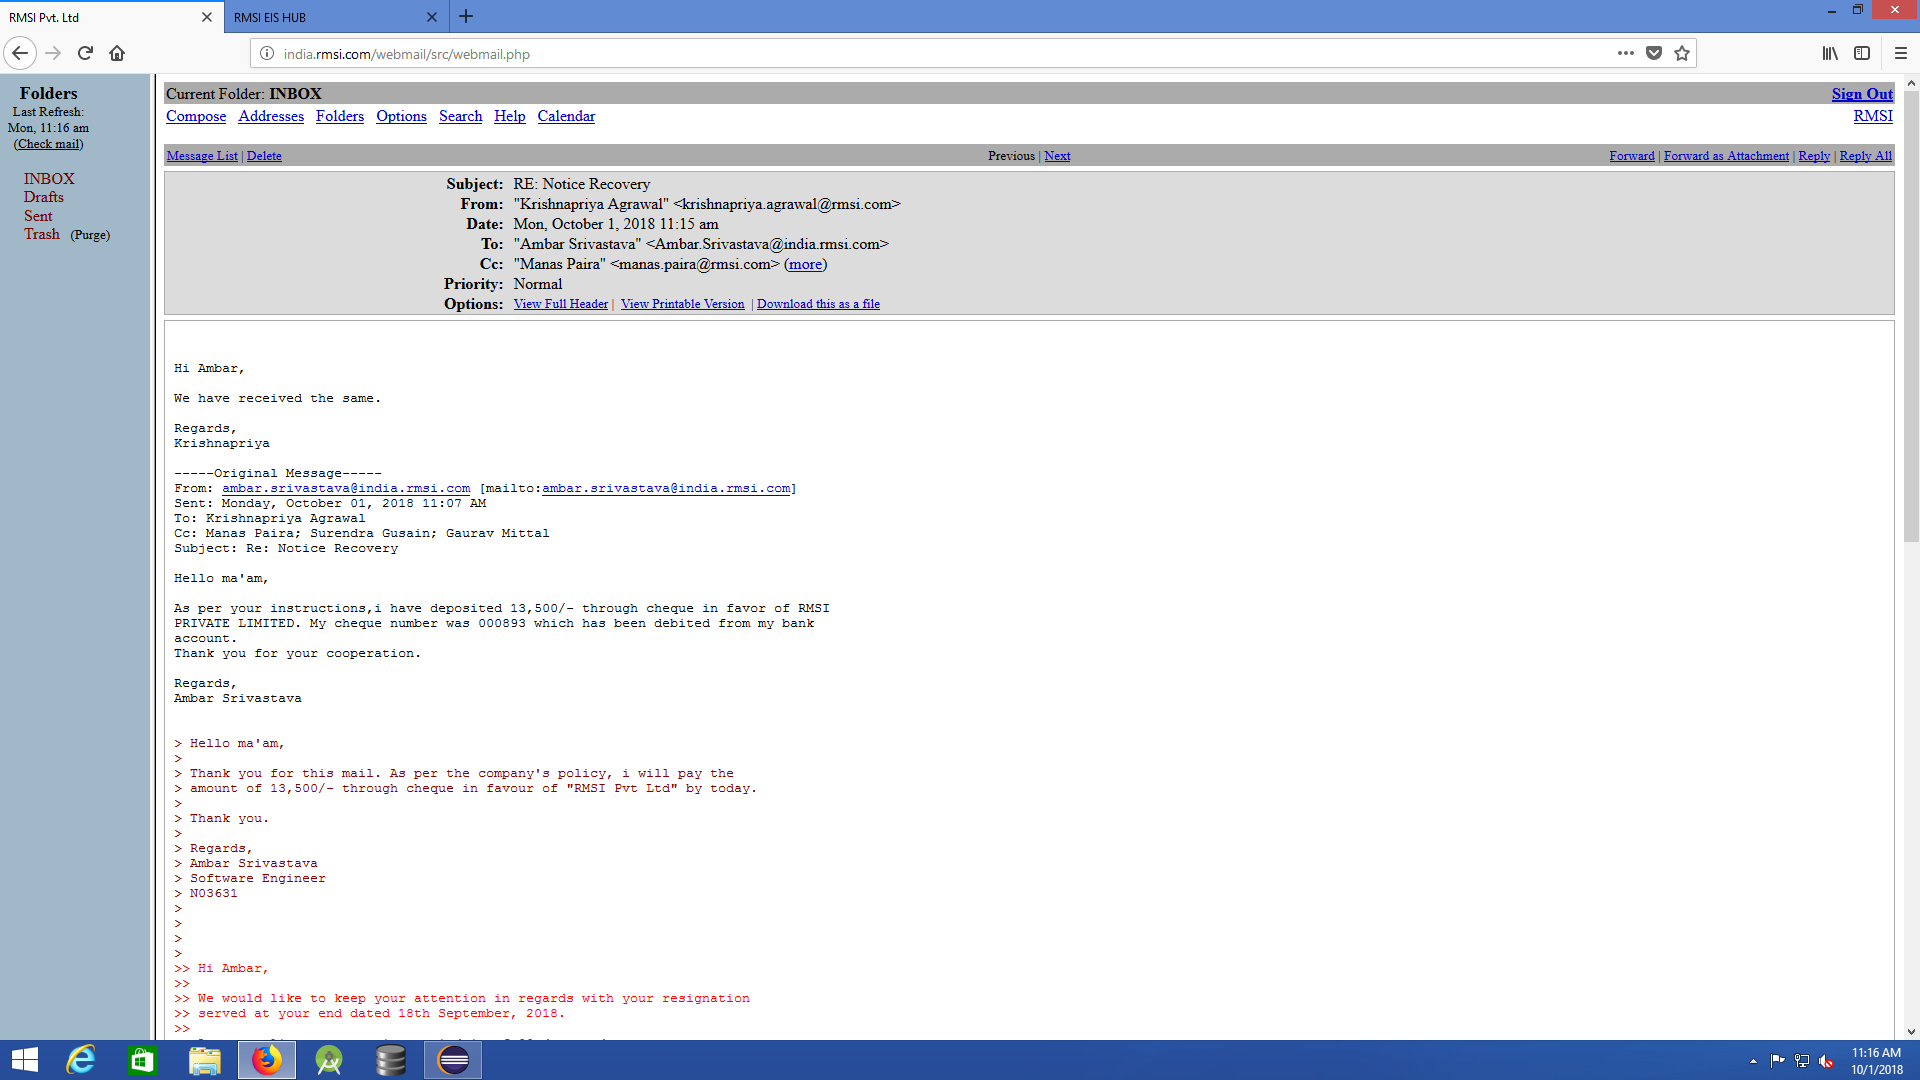 RMSI Pvt. Ltd
RMSI EIS HUB
india.rmsi.com/webmail/src/webmail.php
Folders
Last Refresh:
Mon, 11:16 am
(Check mail)
INBOX
Drafts
Sent
Trash (Purge)
Current Folder: INBOX
Sign Out
Compose Addresses Folders Options Search Help Calendar
RMSI
Message List | Delete
Previous | Next
Forward | Forward as Attachment | Reply | Reply All
Subject: RE: Notice Recovery
From: "Krishnapriya Agrawal" <krishnapriya.agrawal@rmsi.com>
Date: Mon, October 1, 2018 11:15 am
To: "Ambar Srivastava" <Ambar.Srivastava@india.rmsi.com>
Cc: "Manas Paira" <manas.paira@rmsi.com> (more)
Priority: Normal
Options: View Full Header | View Printable Version | Download this as a file
Hi Ambar,
We have received the same.
Regards,
Krishnapriya
-----Original Message-----
From: ambar.srivastava@india.rmsi.com [mailto:ambar.srivastava@india.rmsi.com]
Sent: Monday, October 01, 2018 11:07 AM
To: Krishnapriya Agrawal
Cc: Manas Paira; Surendra Gusain; Gaurav Mittal
Subject: Re: Notice Recovery
Hello ma'am,
As per your instructions,i have deposited 13,500/- through cheque in favor of RMSI
PRIVATE LIMITED. My cheque number was 000893 which has been debited from my bank
account.
Thank you for your cooperation.
Regards,
Ambar Srivastava
> Hello ma'am,
>
> Thank you for this mail. As per the company's policy, i will pay the
> amount of 13,500/- through cheque in favour of "RMSI Pvt Ltd" by today.
>
> Thank you.
>
> Regards,
> Ambar Srivastava
> Software Engineer
> N03631
>
>
>
>
>> Hi Ambar,
>>
>> We would like to keep your attention in regards with your resignation
>> served at your end dated 18th September, 2018.
>>
11:16 AM
10/1/2018